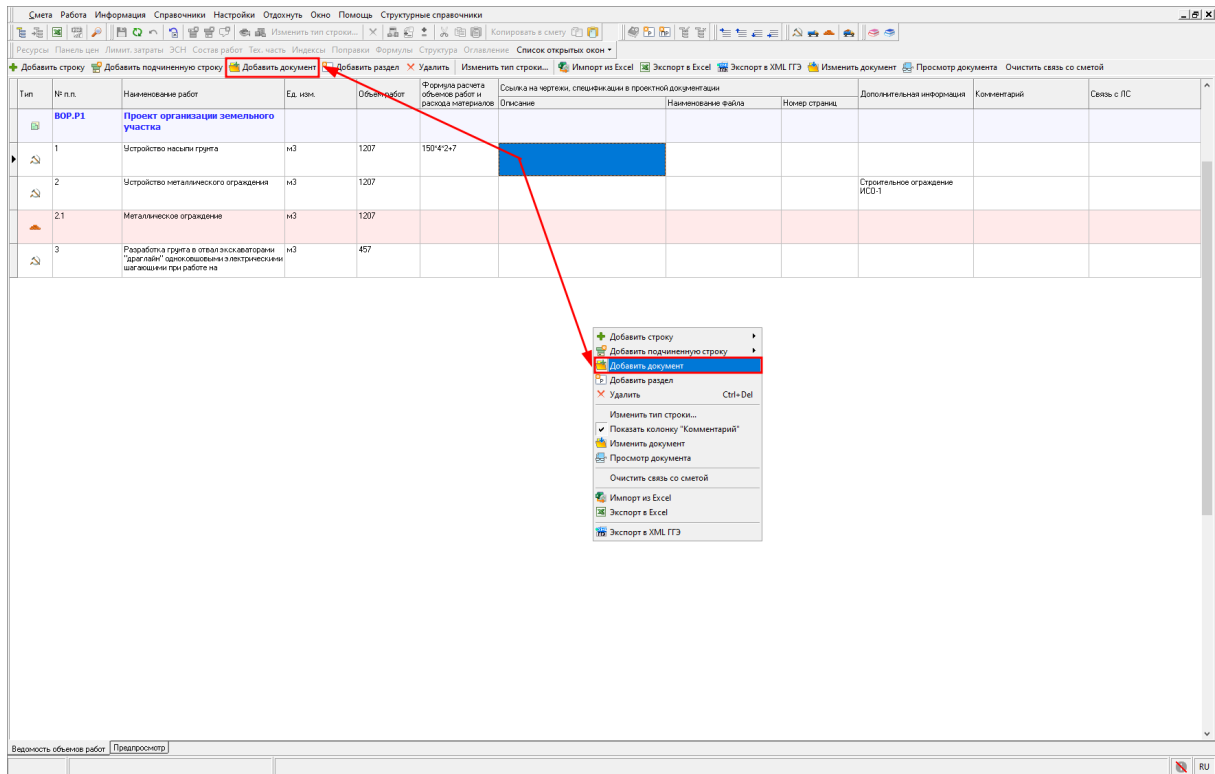 Смета Работа Информация Справочники Настройки Отдохнуть Окно Помощь Структурные справочники
Изменить тип строки... Копировать в смету
Ресурсы Панель цен Лимит. затраты ЭСН Состав работ Тех. часть Индексы Поправки Формулы Структура Оглавление Список открытых окон
Добавить строку Добавить подчиненную строку Добавить документ Добавить раздел Удалить Изменить тип строки... Импорт из Excel Экспорт в Excel Экспорт в XML ГГЭ Изменить документ Просмотр документа Очистить связь со сметой
Тип № п.п. Наименование работ Ед. изм. Объем работ Формула расчета объемов работ и расхода материалов Ссылка на чертежи, спецификации в проектной документации Дополнительная информация Комментарий Связь с ЛС
Описание Наименование файла Номер страниц
ВОР.Р1 Проект организации земельного
участка
1 Устройство насыпи грунта м3 1207 150*4*2+7
2 Устройство металлического ограждения м3 1207 Строительное ограждение
ИСО-1
2.1 Металлическое ограждение м3 1207
3 Разработка грунта в отвал экскаваторами м3 457
"драглайн" одноковшовыми электрическими
шагающими при работе на
Добавить строку
Добавить подчиненную строку
Добавить документ
Добавить раздел
Удалить Ctrl+Del
Изменить тип строки...
Показать колонку "Комментарий"
Изменить документ
Просмотр документа
Очистить связь со сметой
Импорт из Excel
Экспорт в Excel
Экспорт в XML ГГЭ
Ведомость объемов работ Предпросмотр
RU